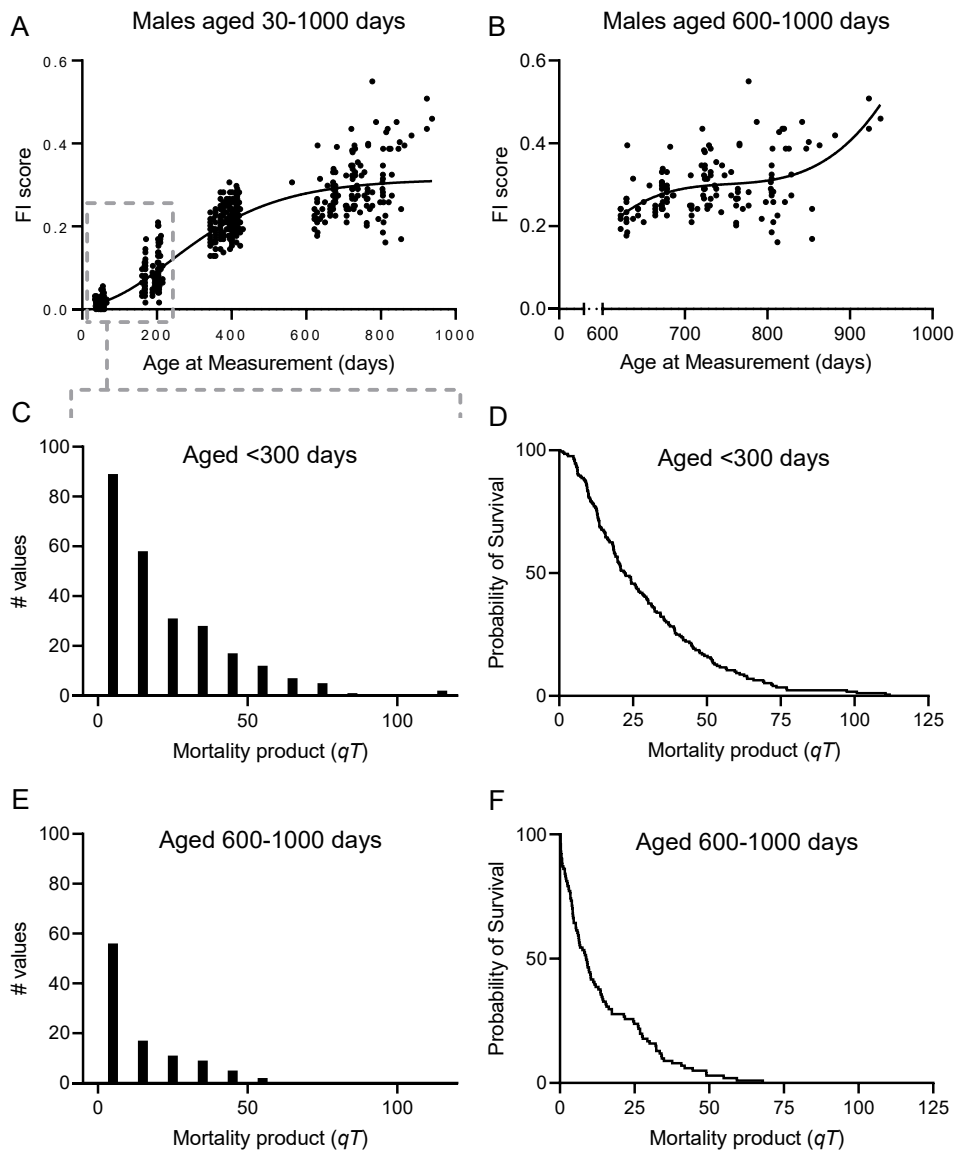 A
Males aged 30-1000 days
0.6
0.4
0.2
0.0
FI score
0
200
400
600
800
1000
Age at Measurement (days)
B
Males aged 600-1000 days
0.6
0.4
0.2
0.0
FI score
0
600
700
800
900
1000
Age at Measurement (days)
C
Aged <300 days
100
80
60
40
20
0
# values
0
50
100
Mortality product (qT)
D
Aged <300 days
100
50
0
Probability of Survival
0
25
50
75
100
125
Mortality product (qT)
E
Aged 600-1000 days
100
80
60
40
20
0
# values
0
50
100
Mortality product (qT)
F
Aged 600-1000 days
100
50
0
Probability of Survival
0
25
50
75
100
125
Mortality product (qT)